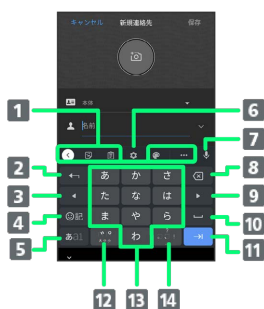 キャンセル 新規連絡先 保存
本体
名前
1 6
7
2 あ か さ 8
3 た な は 9
4 ☺記 ま や ら 10
5 あa1 わ 、。?! 11
12 13 14